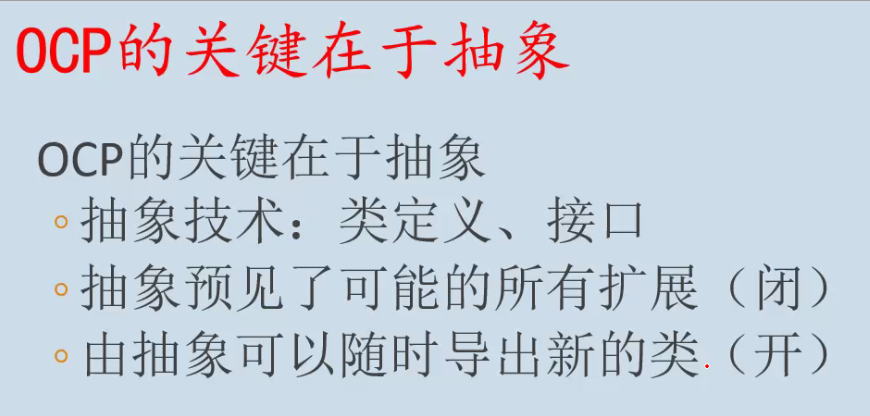 OCP的关键在于抽象
OCP的关键在于抽象
抽象技术：类定义、接口
抽象预见了可能的所有扩展（闭）
由抽象可以随时导出新的类（开）